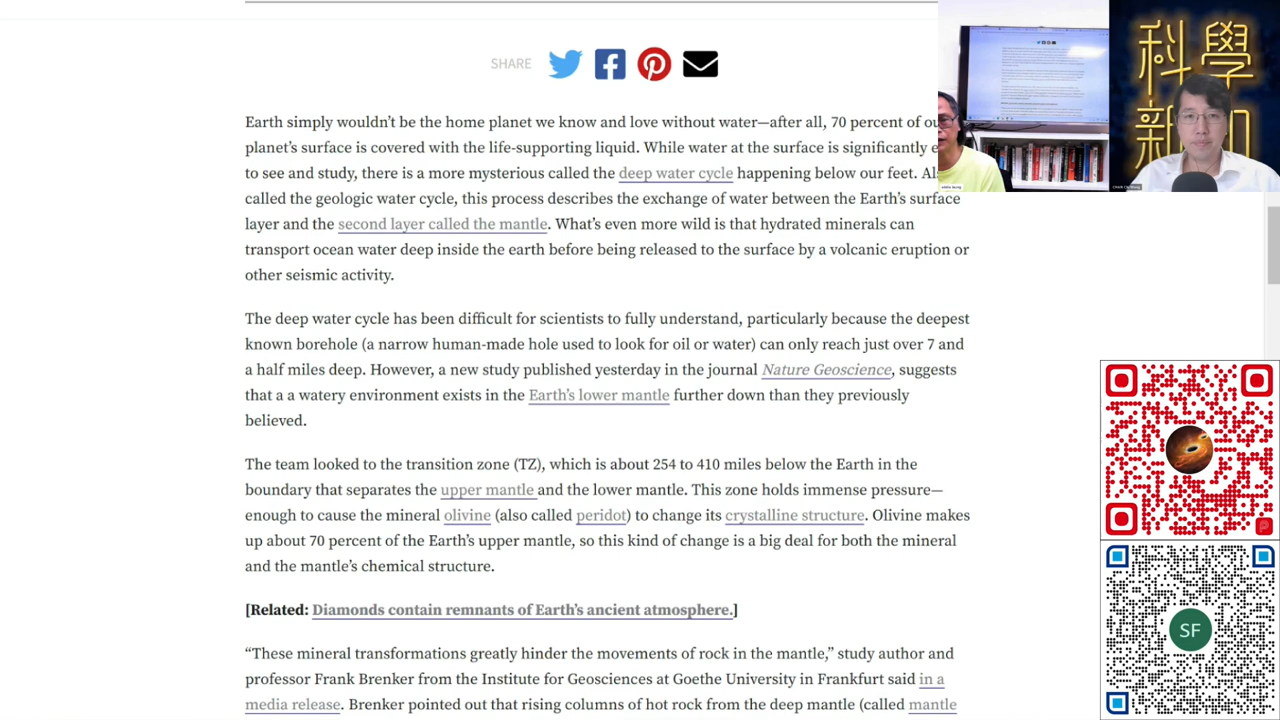 SHARE
Earth simply wouldn't be the living planet we know and love without water—after all, 70 percent of our
planet's surface is covered with the life-supporting liquid. While water at the surface is significantly
to see and study, there is a more mysterious called the deep water cycle happening below our feet.
called the geologic water cycle, this process describes the exchange of water between the Earth's surface
layer and the second layer called the mantle. What's even more wild is that hydrated minerals can
transport ocean water deep inside the earth before being released to the surface by a volcanic eruption or
other seismic activity.
The deep water cycle has been difficult for scientists to fully understand, particularly because the deepest
known borehole (a narrow human-made hole used to look for oil or water) can only reach just over 7 and
a half miles deep. However, a new study published yesterday in the journal Nature Geoscience, suggests
that a a watery environment exists in the Earth's lower mantle further down than they previously
believed.
The team looked to the transition zone (TZ), which is about 254 to 410 miles below the Earth in the
boundary that separates the upper mantle and the lower mantle. This zone holds immense pressure—
enough to cause the mineral olivine (also called peridot) to change its crystalline structure. Olivine makes
up about 70 percent of the Earth's upper mantle, so this kind of change is a big deal for both the mineral
and the mantle's chemical structure.
[Related: Diamonds contain remnants of Earth's ancient atmosphere.]
“These mineral transformations greatly hinder the movements of rock in the mantle,” study author and
professor Frank Brenker from the Institute for Geosciences at Goethe University in Frankfurt said in a
media release. Brenker pointed out that rising columns of hot rock from the deep mantle (called mantle
科學
新知
SF